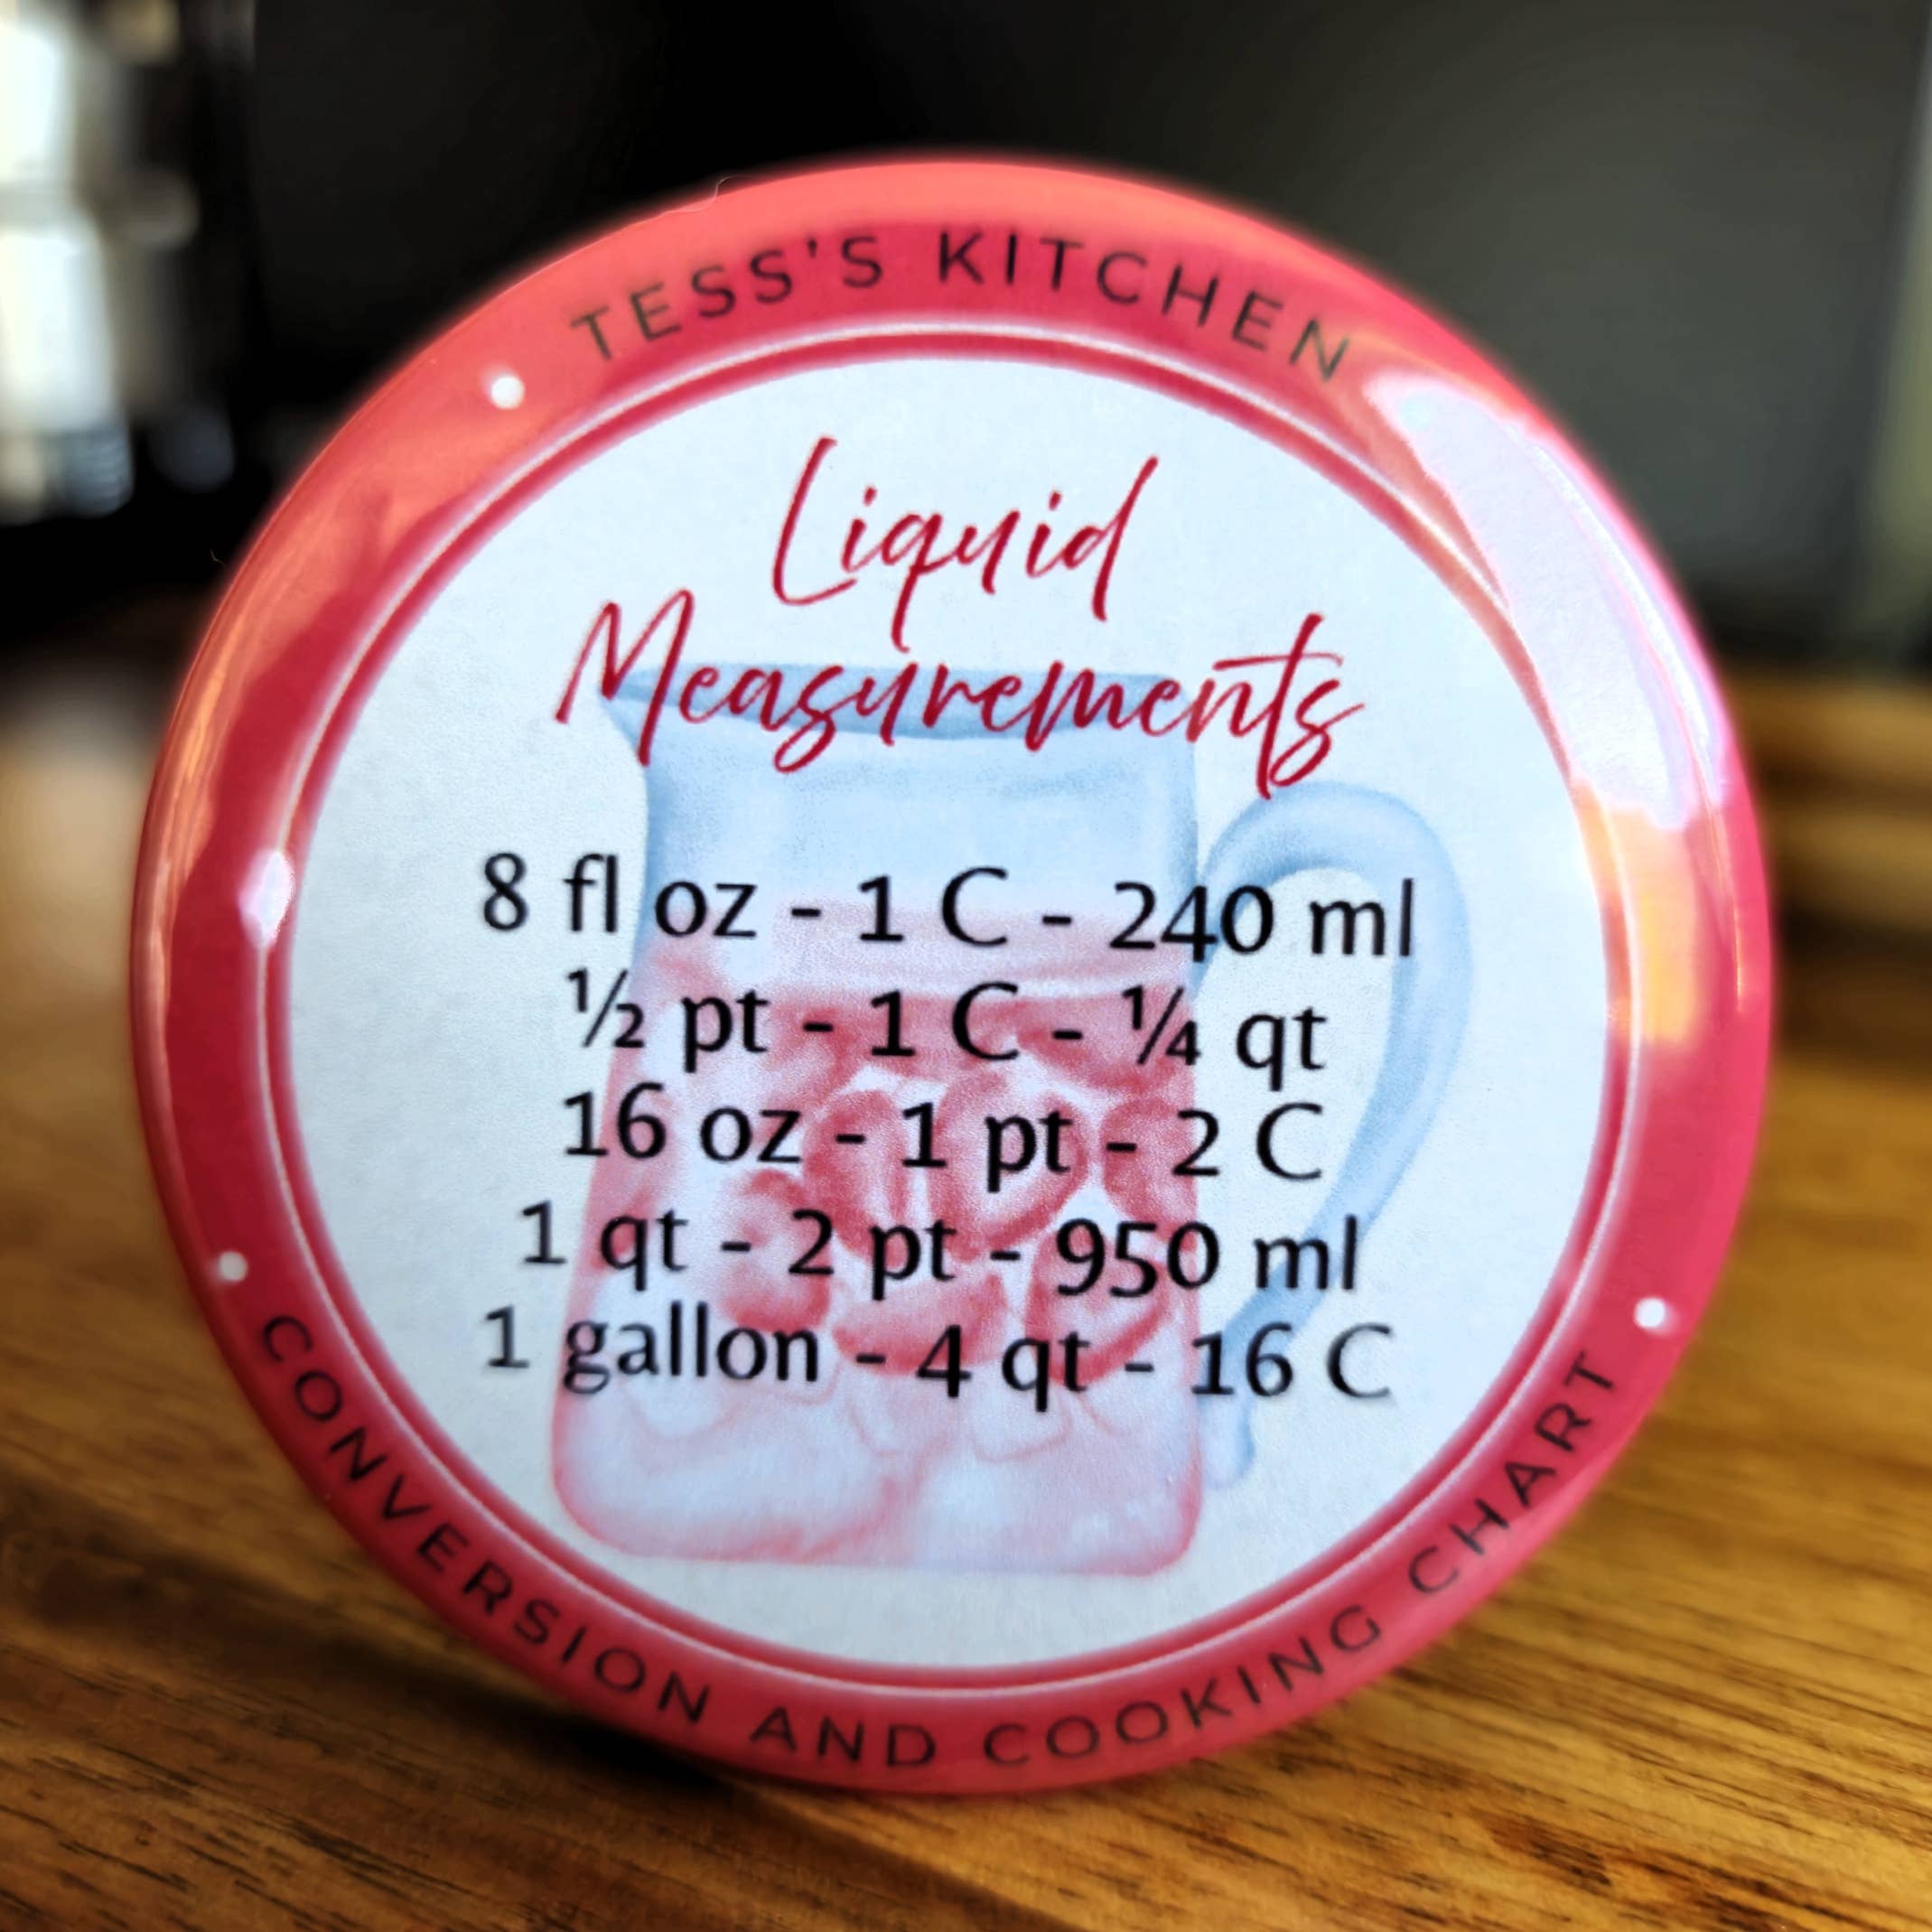 TESS'S KITCHEN
Liquid
Measurements
8 fl oz - 1 C - 240 ml
½ pt - 1 C - ¼ qt
16 oz - 1 pt - 2 C
1 qt - 2 pt - 950 ml
1 gallon - 4 qt - 16 C
CONVERSION AND COOKING CHART